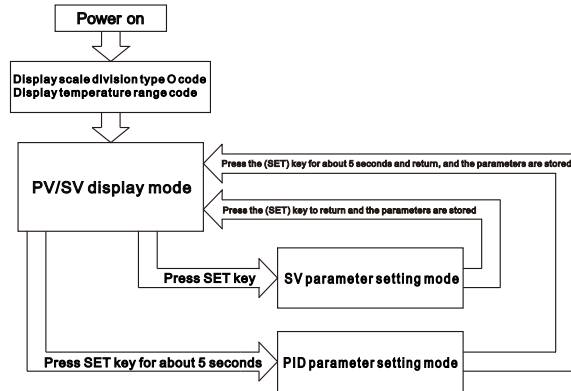 Power on
Display scale division type O code
Display temperature range code
Press the (SET) key for about 5 seconds and return, and the parameters are stored
PV/SV display mode
Press the (SET) key to return and the parameters are stored
Press SET key
SV parameter setting mode
Press SET key for about 5 seconds
PID parameter setting mode